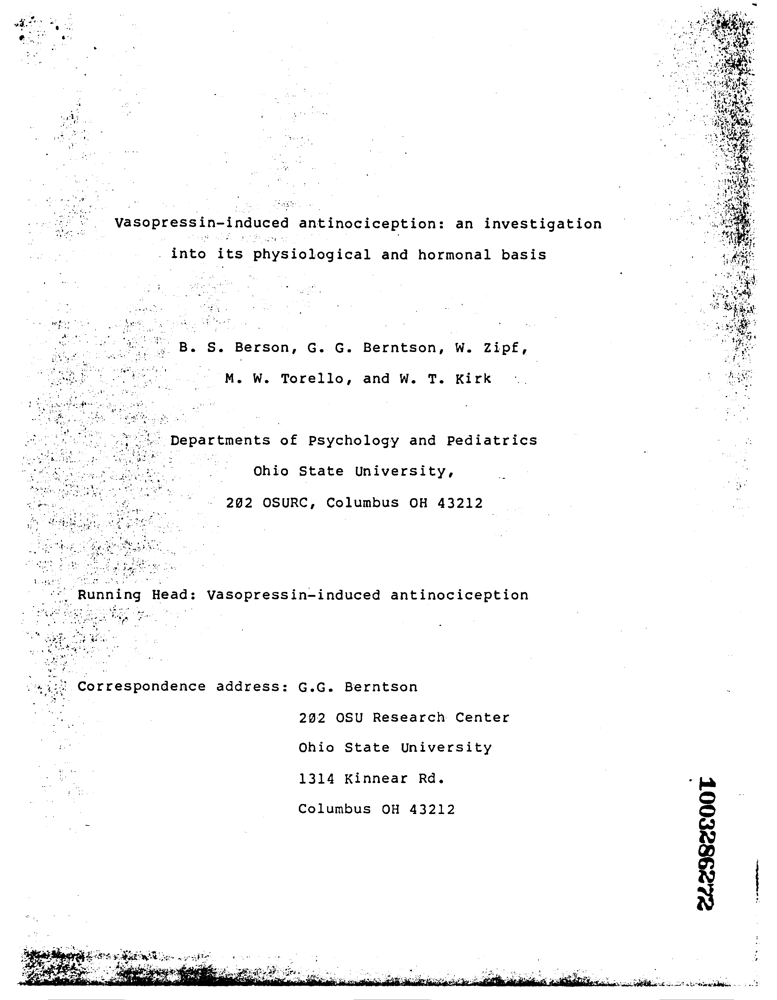 Vasopressin-induced antinociception: an investigation
into its physiological and hormonal basis
B. S. Berson, G. G. Berntson, W. Zipf,
M. W. Torello, and W. T. Kirk
Departments of Psychology and Pediatrics
Ohio State University,
202 OSURC, Columbus OH 43212
Running Head: Vasopressin-induced antinociception
Correspondence address: G.G. Berntson
202 OSU Research Center
Ohio State University
1314 Kinnear Rd.
Columbus OH 43212
1003286272